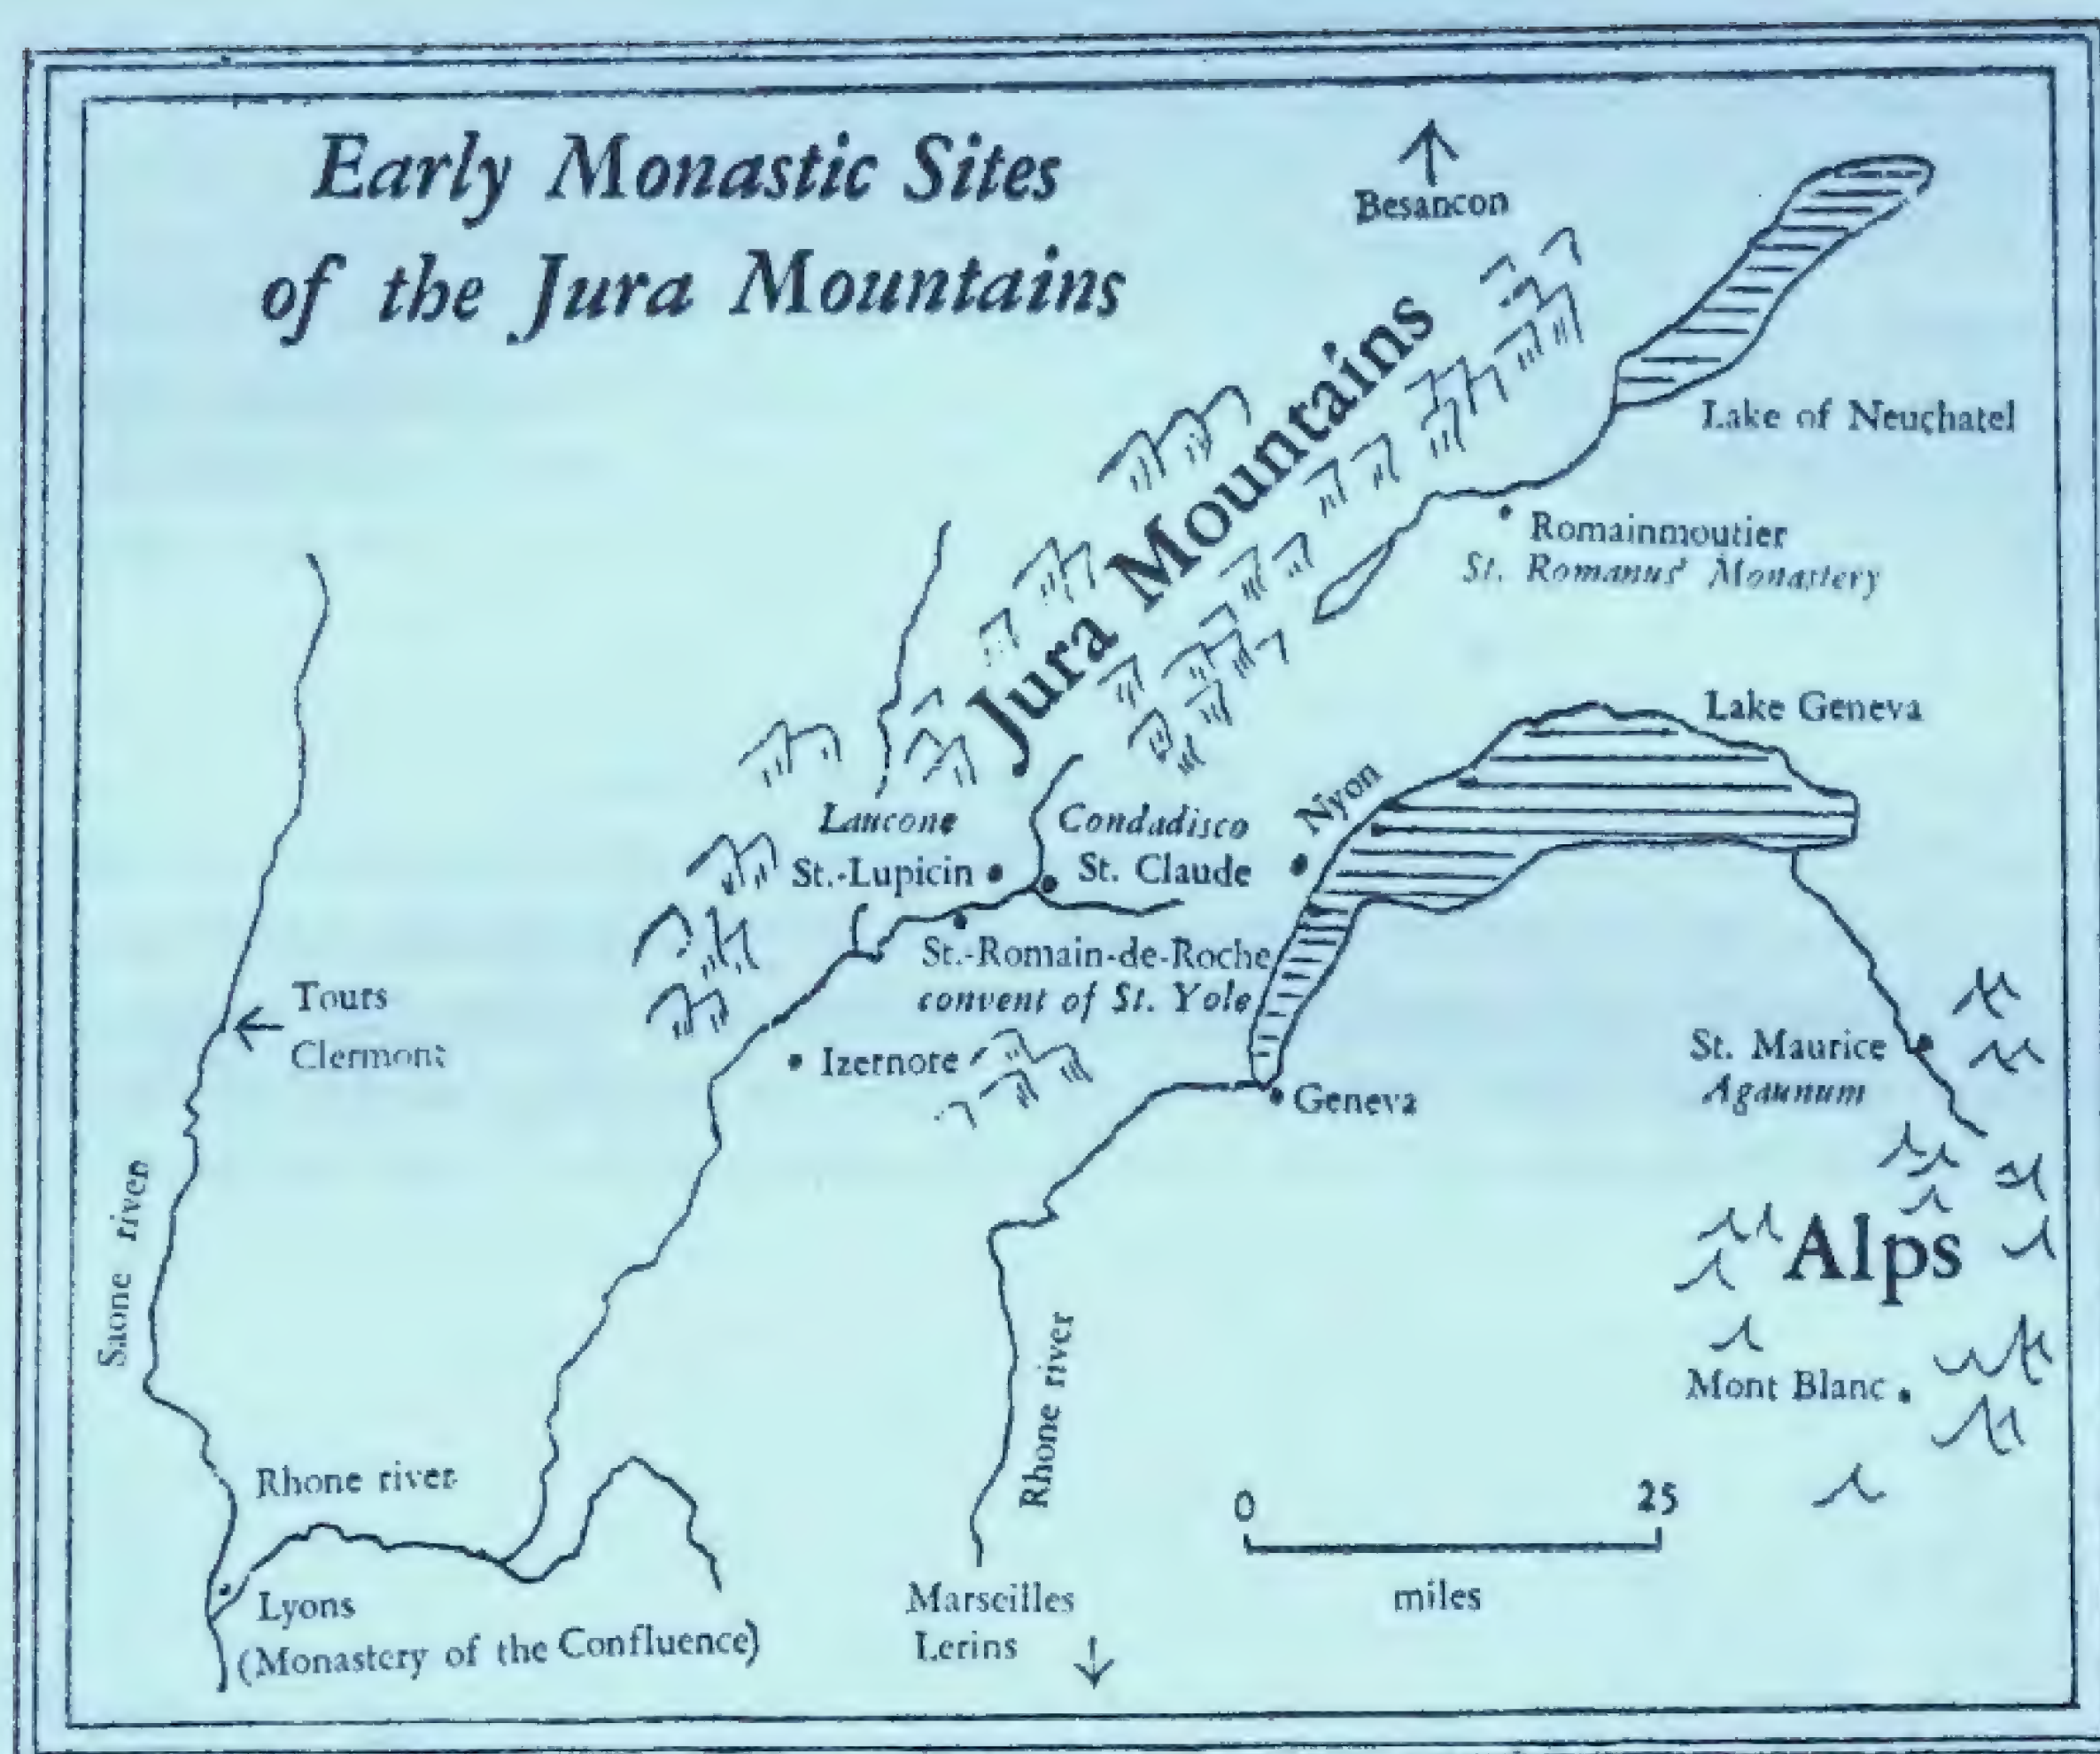 Early Monastic Sites
of the Jura Mountains
Besancon
Jura Mountains
Lake of Neuchatel
Romainmoutier
St. Romanus' Monastery
Lake Geneva
Nyon
Laucone
St.-Lupicin
Condadisco
St. Claude
St.-Romain-de-Roche
convent of St. Yole
Tours
Clermont
Izernore
Geneva
St. Maurice
Agaunum
Alps
Mont Blanc
Saone river
Rhone river
Rhone river
Lyons
(Monastery of the Confluence)
Marseilles
Lerins
0 25
miles